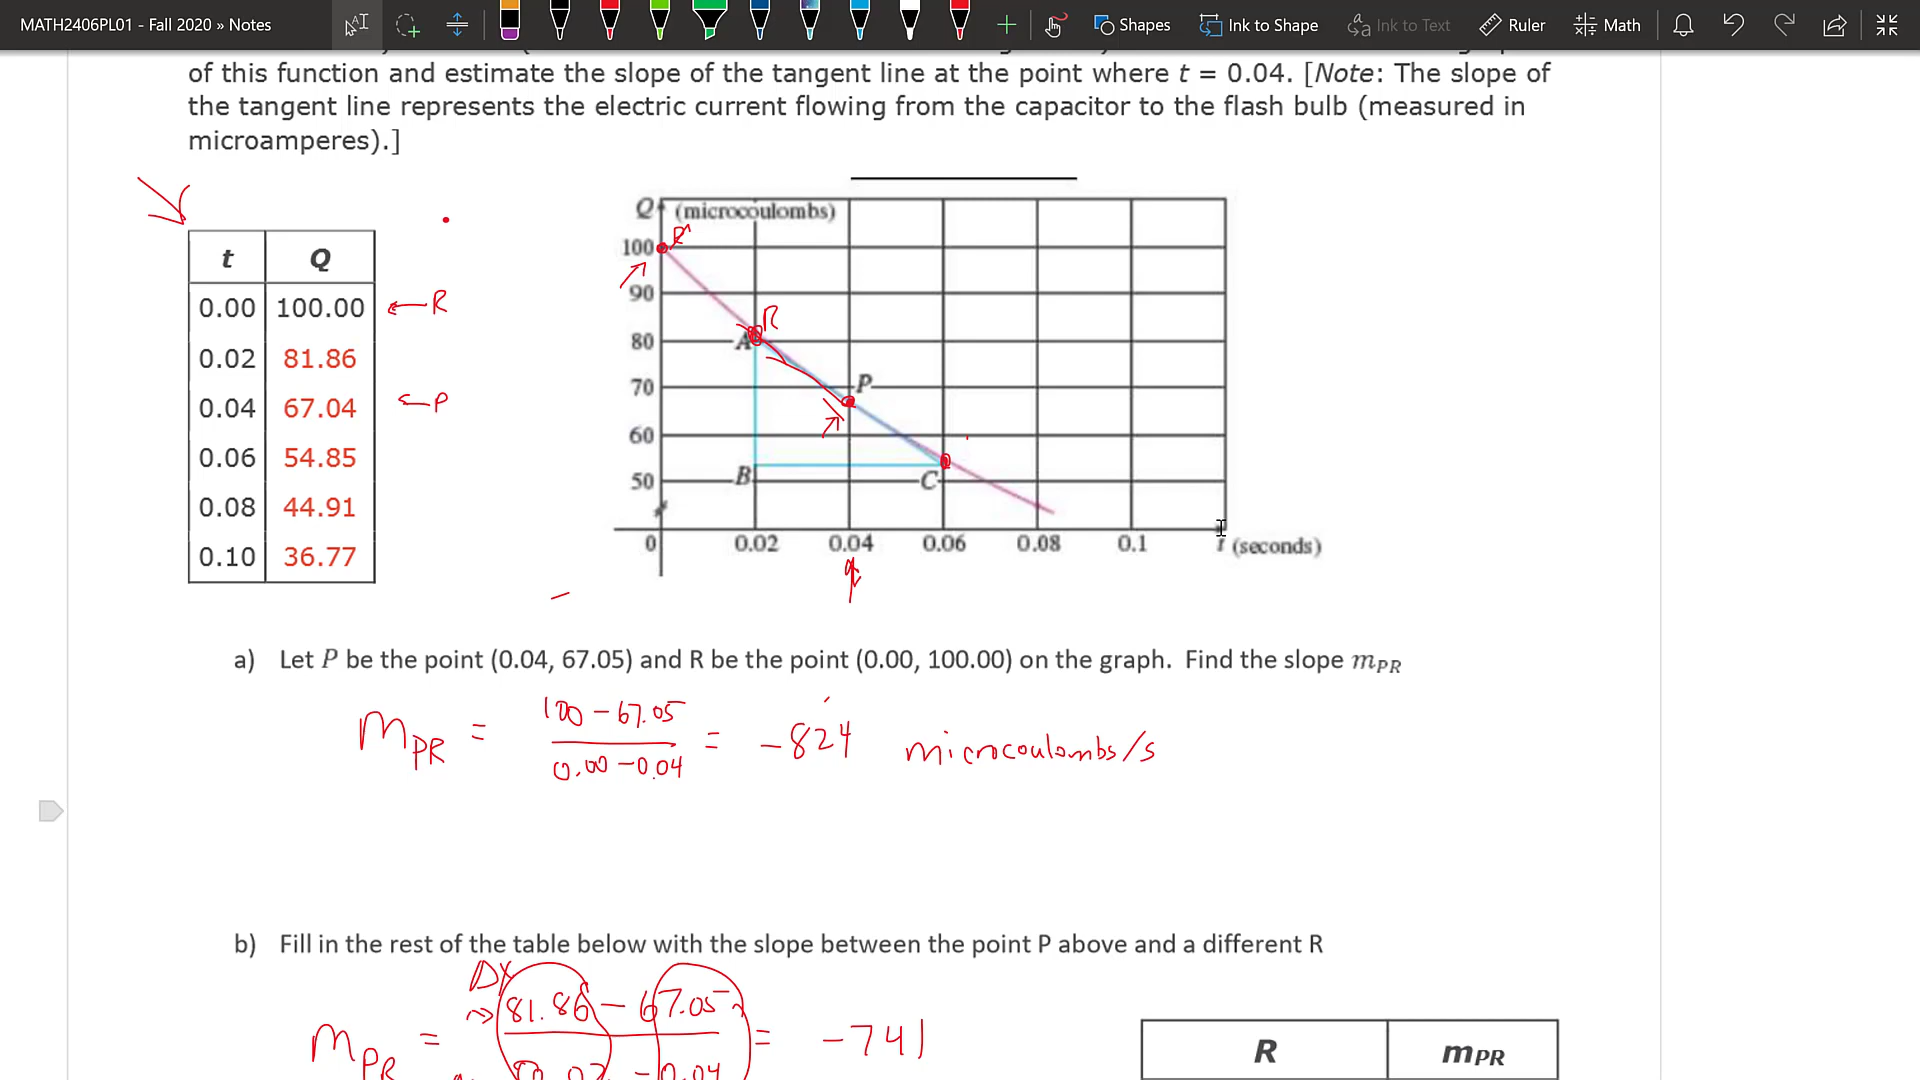 MATH2406PL01 - Fall 2020 » Notes
Shapes
Ink to Shape
Ink to Text
Ruler
Math
of this function and estimate the slope of the tangent line at the point where t = 0.04. [Note: The slope of
the tangent line represents the electric current flowing from the capacitor to the flash bulb (measured in
microamperes).]
t Q
0.00 100.00 ← R
0.02 81.86
0.04 67.04 ← P
0.06 54.85
0.08 44.91
0.10 36.77
Q (microcoulombs)
R
100
90
R
80 A
70 P
60
50 B C
0 0.02 0.04 0.06 0.08 0.1 t (seconds)
a) Let P be the point (0.04, 67.05) and R be the point (0.00, 100.00) on the graph. Find the slope mPR
100 - 67.05
mPR = = -824 microcoulombs/s
0.00 - 0.04
b) Fill in the rest of the table below with the slope between the point P above and a different R
81.86 - 67.05
mPR = = -741
0.02 - 0.04
R mPR